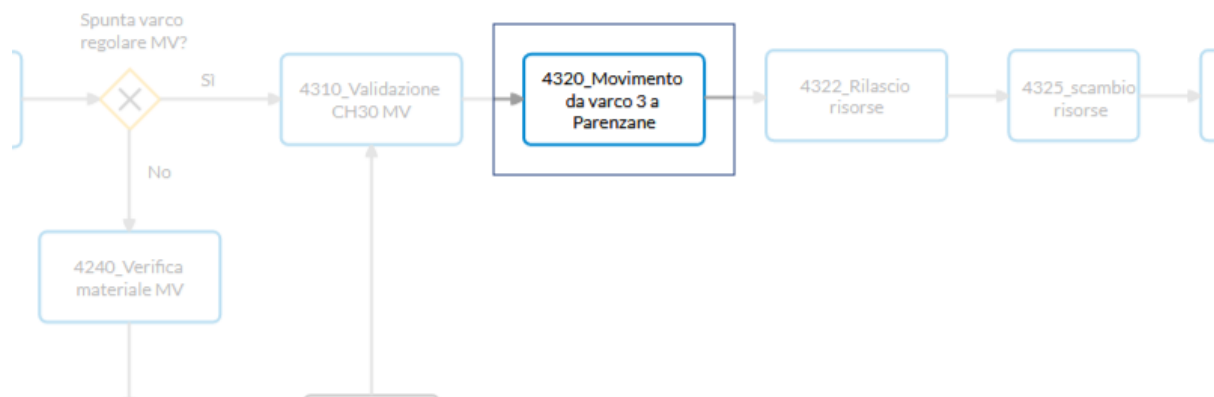 Spunta varco
regolare MV?
SI
No
4310_Validazione
CH30 MV
4320_Movimento
da varco 3 a
Parenzane
4322_Rilascio
risorse
4325_scambio
risorse
4240_Verifica
materiale MV